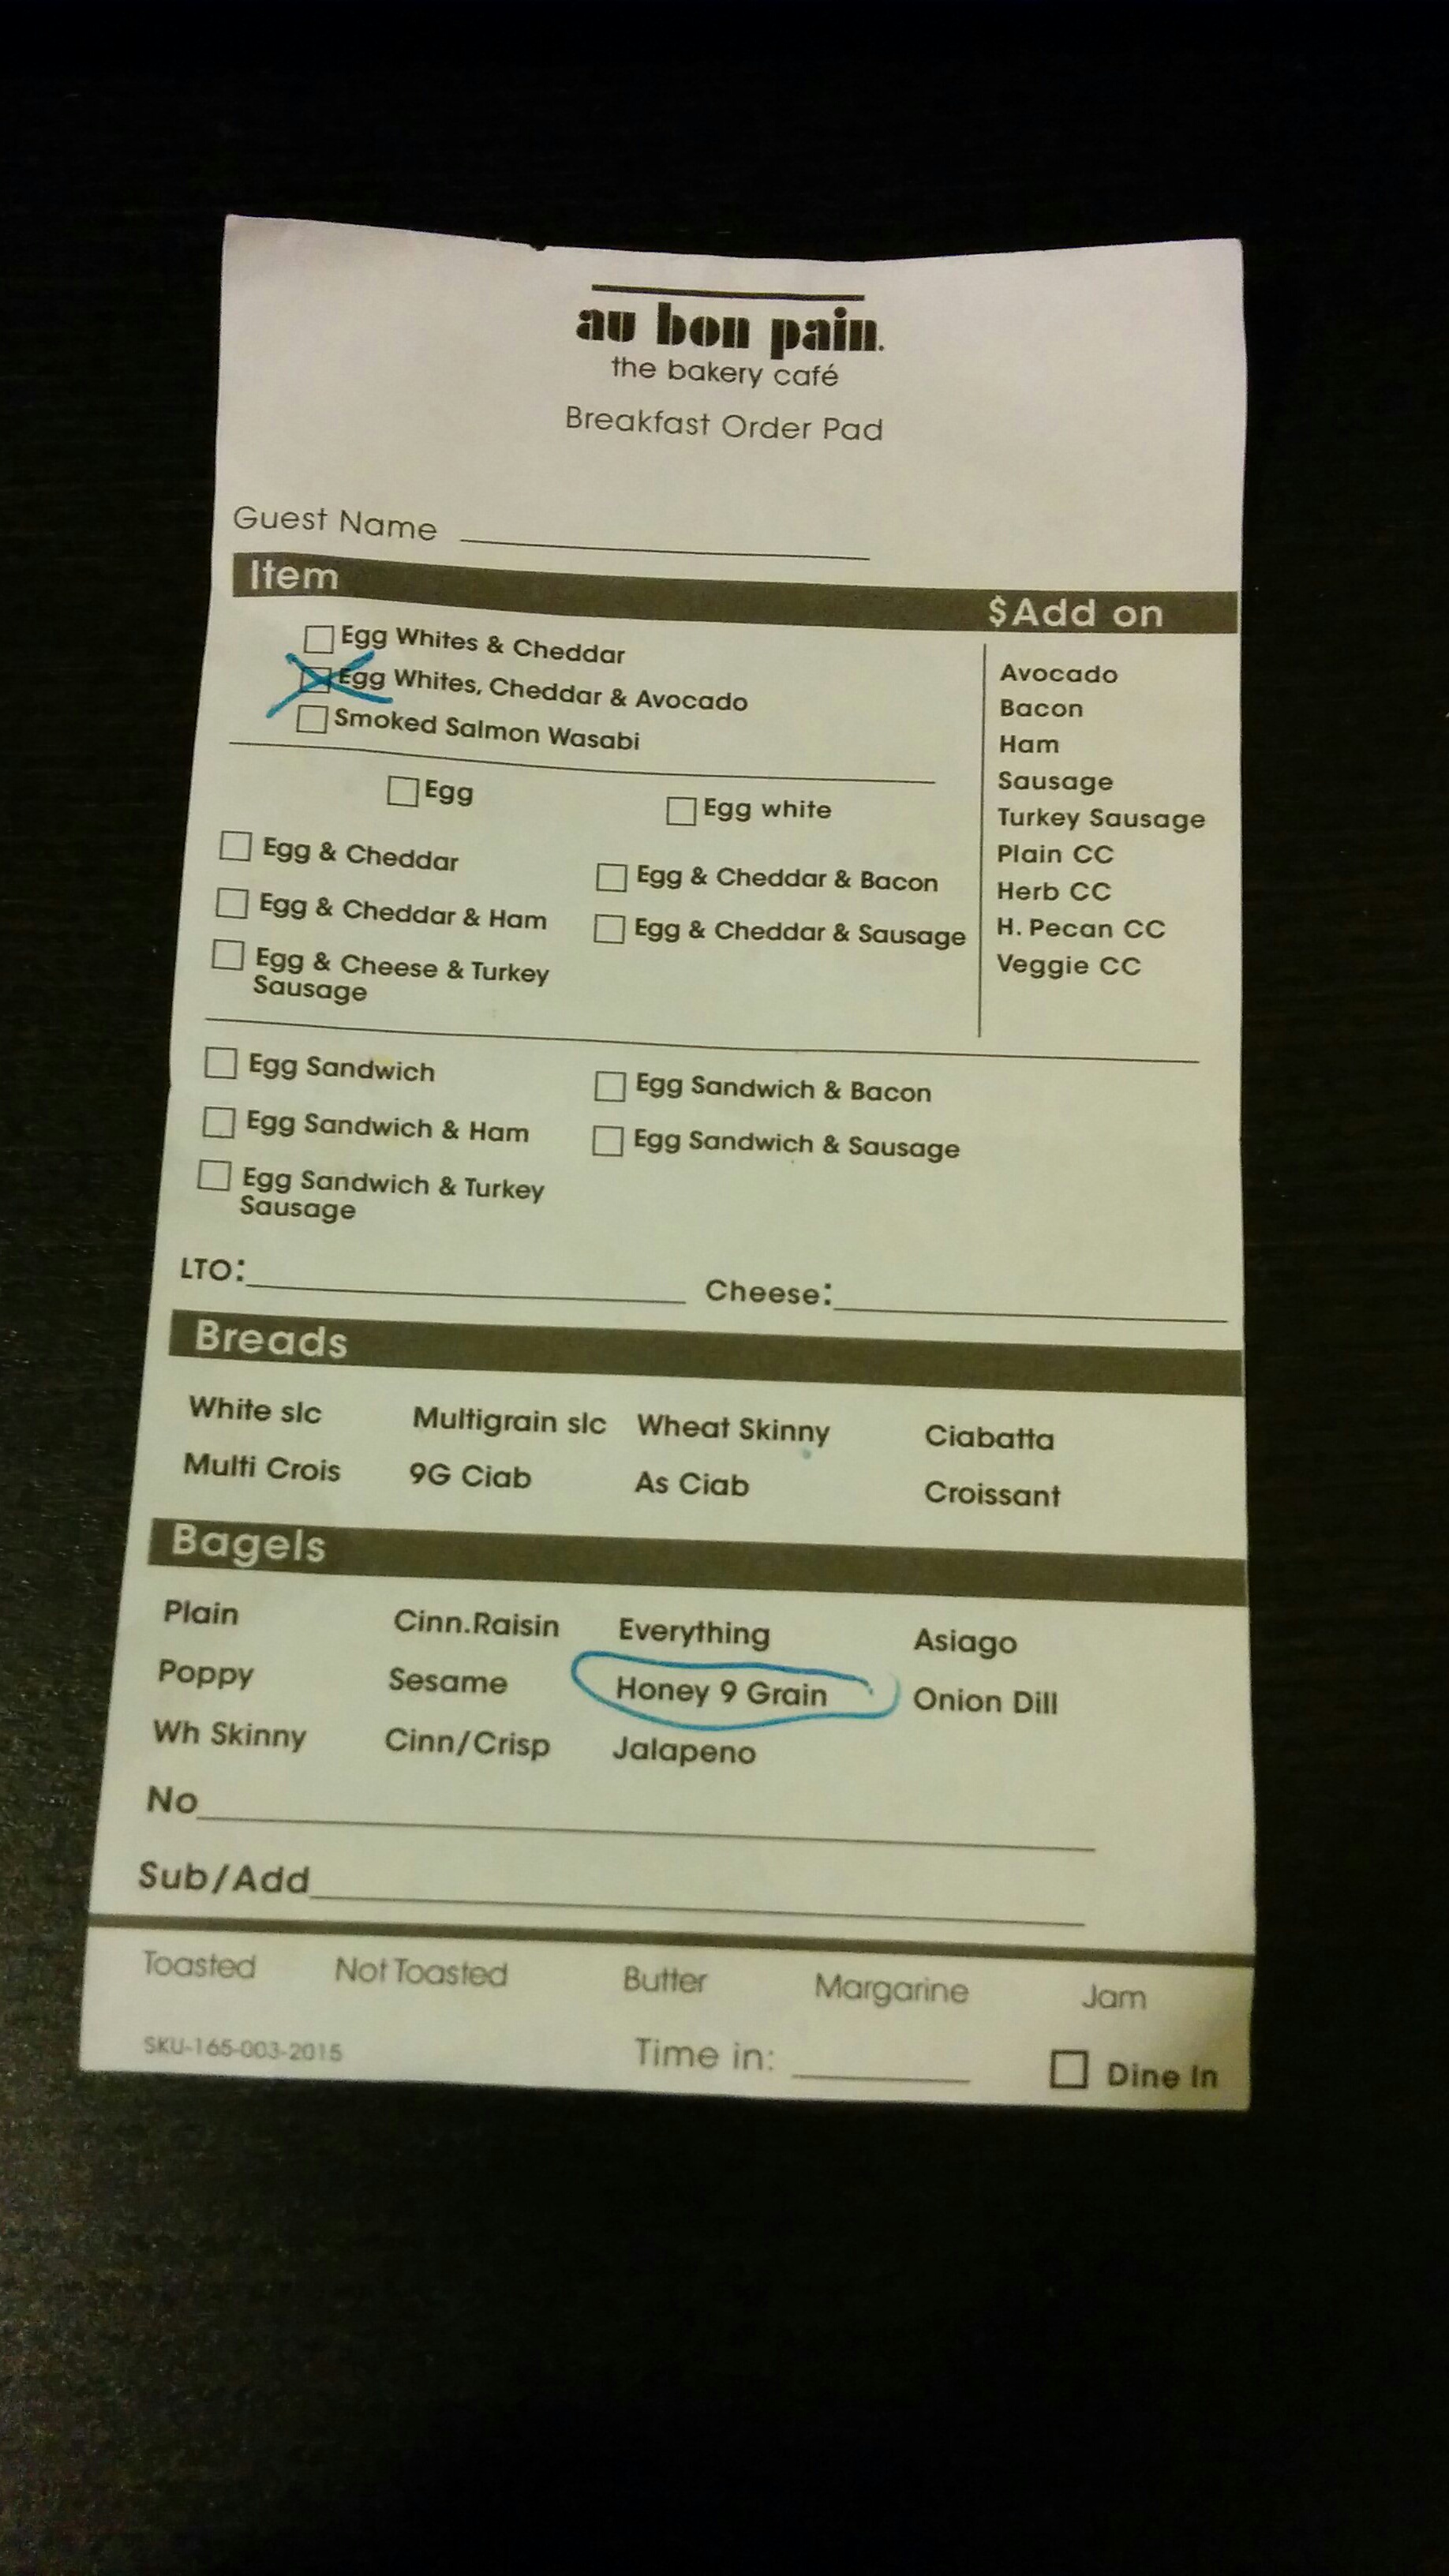 au bon pain.
the bakery café
Breakfast Order Pad
Guest Name
Item
$Add on
Egg Whites & Cheddar
Egg Whites, Cheddar & Avocado
Smoked Salmon Wasabi
Avocado
Bacon
Ham
Sausage
Turkey Sausage
Plain CC
Herb CC
H. Pecan CC
Veggie CC
Egg Egg white
Egg & Cheddar Egg & Cheddar & Bacon
Egg & Cheddar & Ham Egg & Cheddar & Sausage
Egg & Cheese & Turkey
Sausage
Egg Sandwich Egg Sandwich & Bacon
Egg Sandwich & Ham Egg Sandwich & Sausage
Egg Sandwich & Turkey
Sausage
LTO: Cheese:
Breads
White slc Multigrain slc Wheat Skinny Ciabatta
Multi Crois 9G Ciab As Ciab Croissant
Bagels
Plain Cinn.Raisin Everything Asiago
Poppy Sesame Honey 9 Grain Onion Dill
Wh Skinny Cinn/Crisp Jalapeno
No
Sub/Add
Toasted Not Toasted Butter Margarine Jam
SKU-165-003-2015 Time in: Dine In